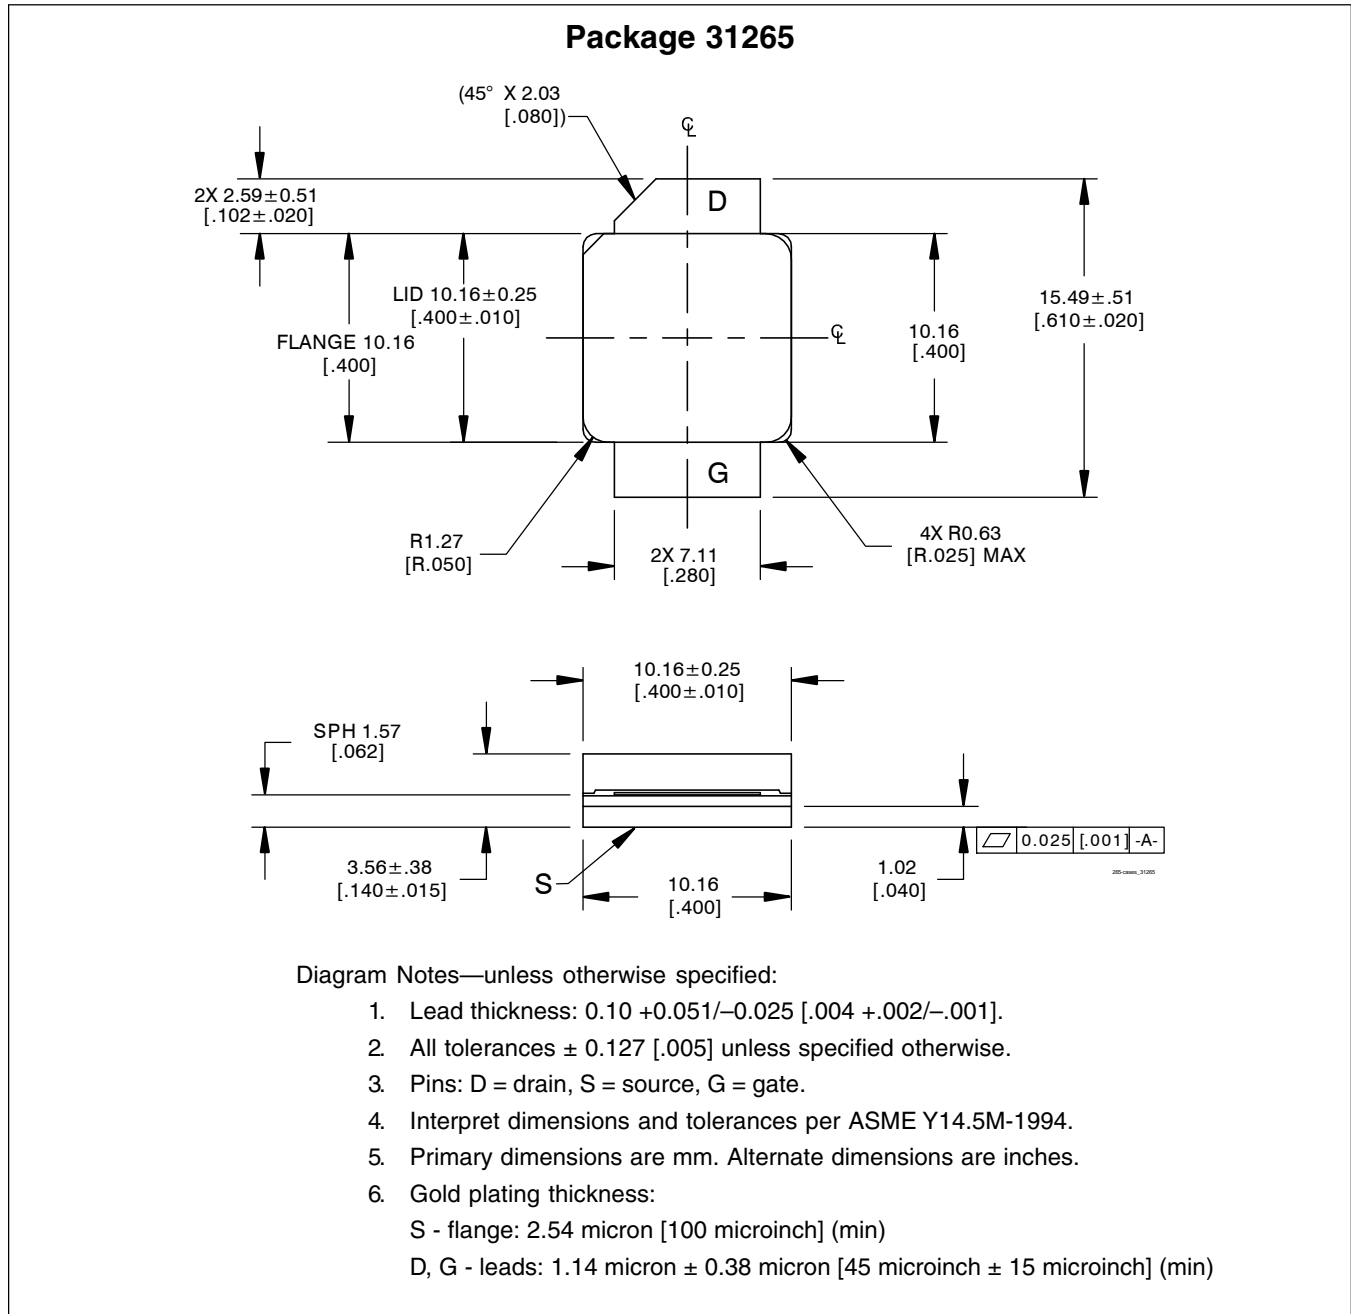 Package 31265
(45° X 2.03
[.080])
℄
2X 2.59±0.51
[.102±.020]
D
LID 10.16±0.25
[.400±.010]
FLANGE 10.16
[.400]
℄
10.16
[.400]
15.49±.51
[.610±.020]
G
R1.27
[R.050]
2X 7.11
[.280]
4X R0.63
[R.025] MAX
10.16±0.25
[.400±.010]
SPH 1.57
[.062]
3.56±.38
[.140±.015]
S
10.16
[.400]
1.02
[.040]
0.025 [.001] -A-
265-cases_31265
Diagram Notes—unless otherwise specified:
1. Lead thickness: 0.10 +0.051/–0.025 [.004 +.002/–.001].
2. All tolerances ± 0.127 [.005] unless specified otherwise.
3. Pins: D = drain, S = source, G = gate.
4. Interpret dimensions and tolerances per ASME Y14.5M-1994.
5. Primary dimensions are mm. Alternate dimensions are inches.
6. Gold plating thickness:
S - flange: 2.54 micron [100 microinch] (min)
D, G - leads: 1.14 micron ± 0.38 micron [45 microinch ± 15 microinch] (min)